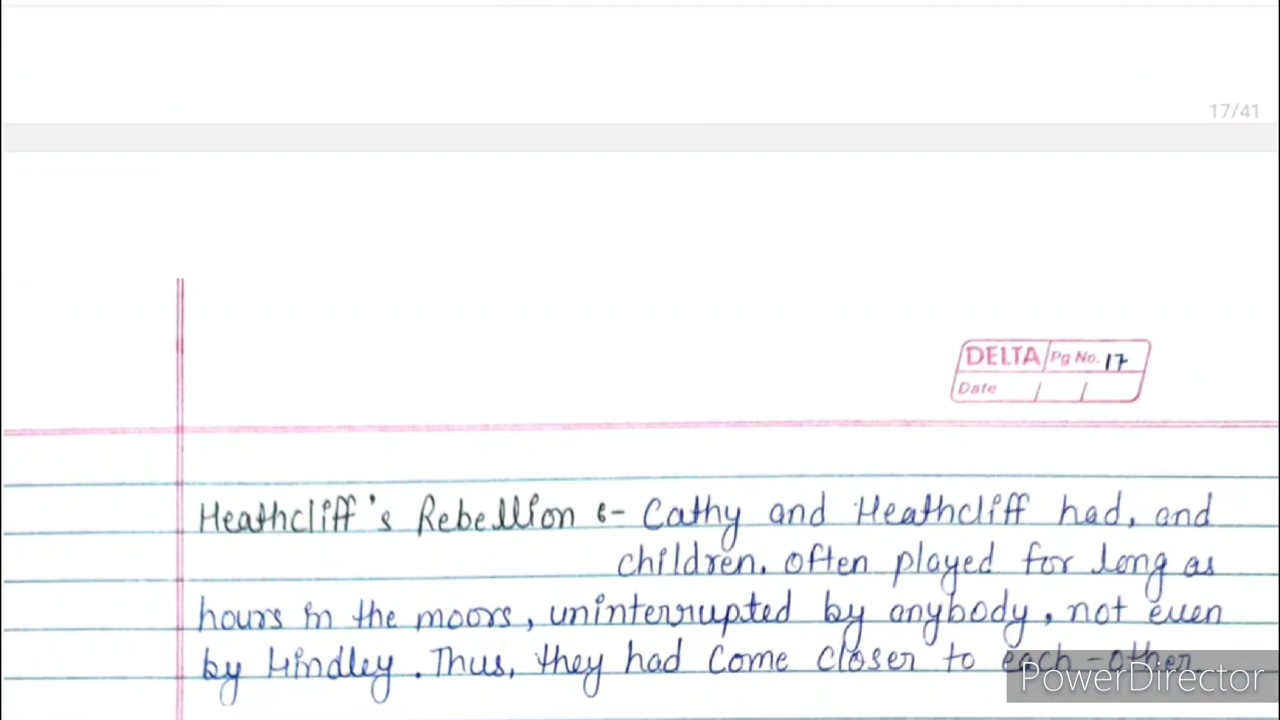 17/41
DELTA Pg No. 17
Date / /
Heathcliff's Rebellion :- Cathy and Heathcliff had, and
children. often played for long as
hours in the moors, uninterrupted by anybody, not even
by Hindley. Thus, they had come closer to each-other.
PowerDirector